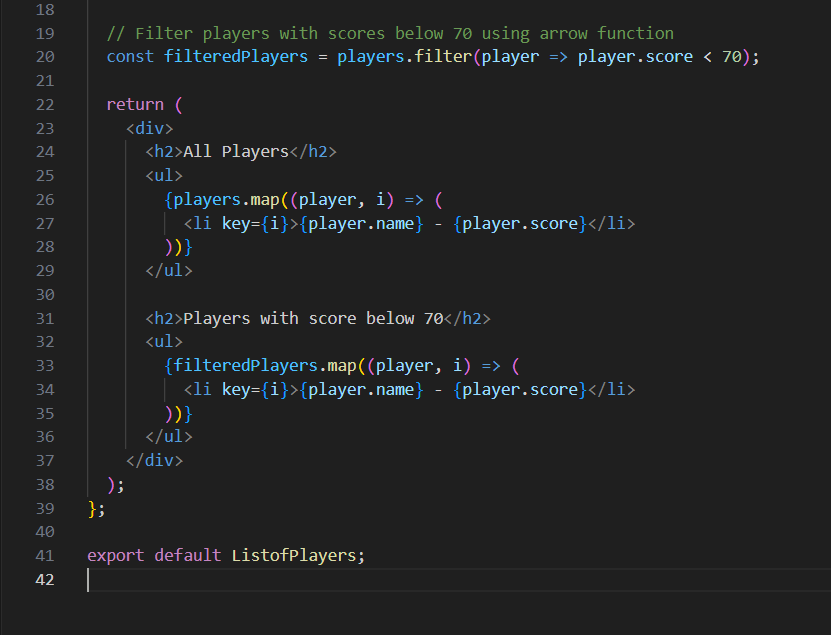 18
19 // Filter players with scores below 70 using arrow function
20 const filteredPlayers = players.filter(player => player.score < 70);
21
22 return (
23 <div>
24 <h2>All Players</h2>
25 <ul>
26 {players.map((player, i) => (
27 <li key={i}>{player.name} - {player.score}</li>
28 ))}
29 </ul>
30
31 <h2>Players with score below 70</h2>
32 <ul>
33 {filteredPlayers.map((player, i) => (
34 <li key={i}>{player.name} - {player.score}</li>
35 ))}
36 </ul>
37 </div>
38 );
39 };
40
41 export default ListofPlayers;
42